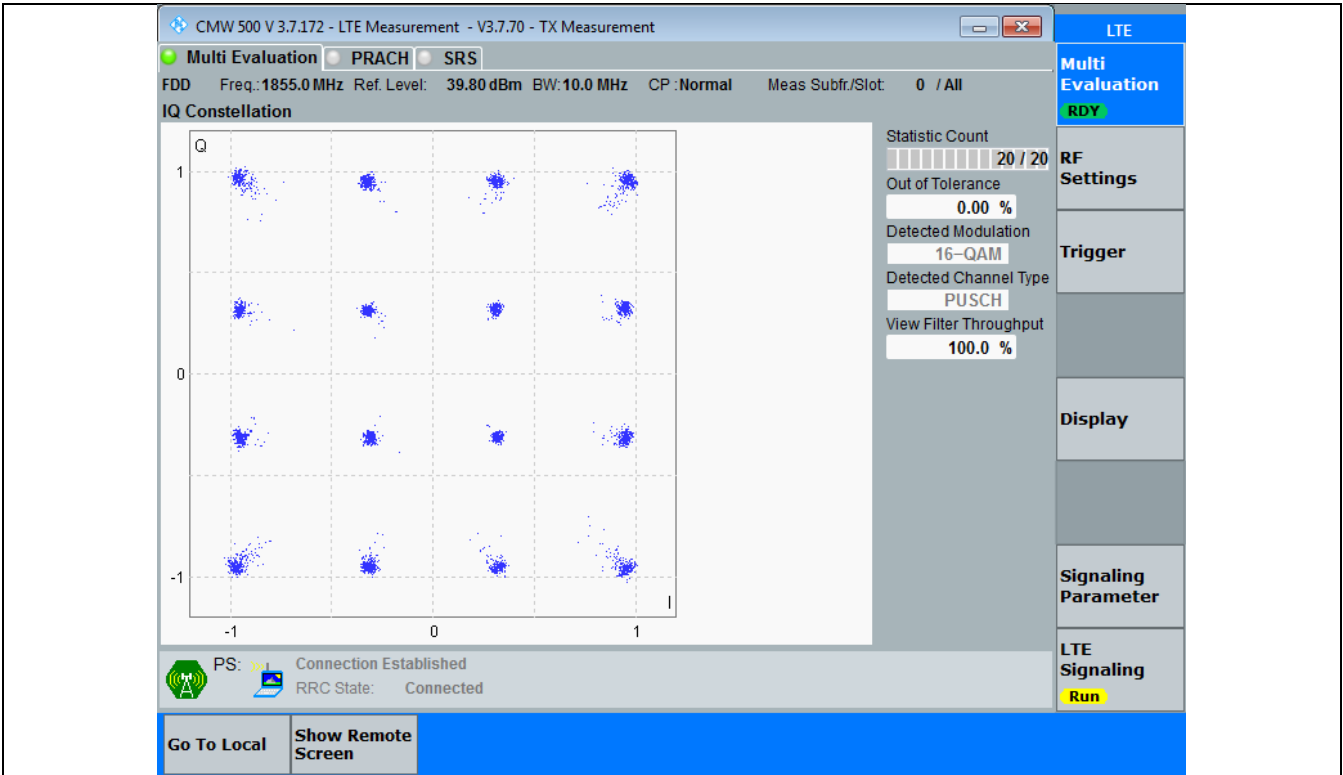 CMW 500 V 3.7.172 - LTE Measurement - V3.7.70 - TX Measurement
LTE
Multi Evaluation PRACH SRS
Multi
Evaluation
RDY
FDD Freq.:1855.0 MHz Ref. Level: 39.80 dBm BW:10.0 MHz CP :Normal Meas Subfr./Slot: 0 / All
IQ Constellation
Q
1
0
-1
I
-1 0 1
Statistic Count
20 / 20
Out of Tolerance
0.00 %
Detected Modulation
16-QAM
Detected Channel Type
PUSCH
View Filter Throughput
100.0 %
RF
Settings
Trigger
Display
Signaling
Parameter
LTE
Signaling
Run
PS: Connection Established
RRC State: Connected
Go To Local
Show Remote
Screen